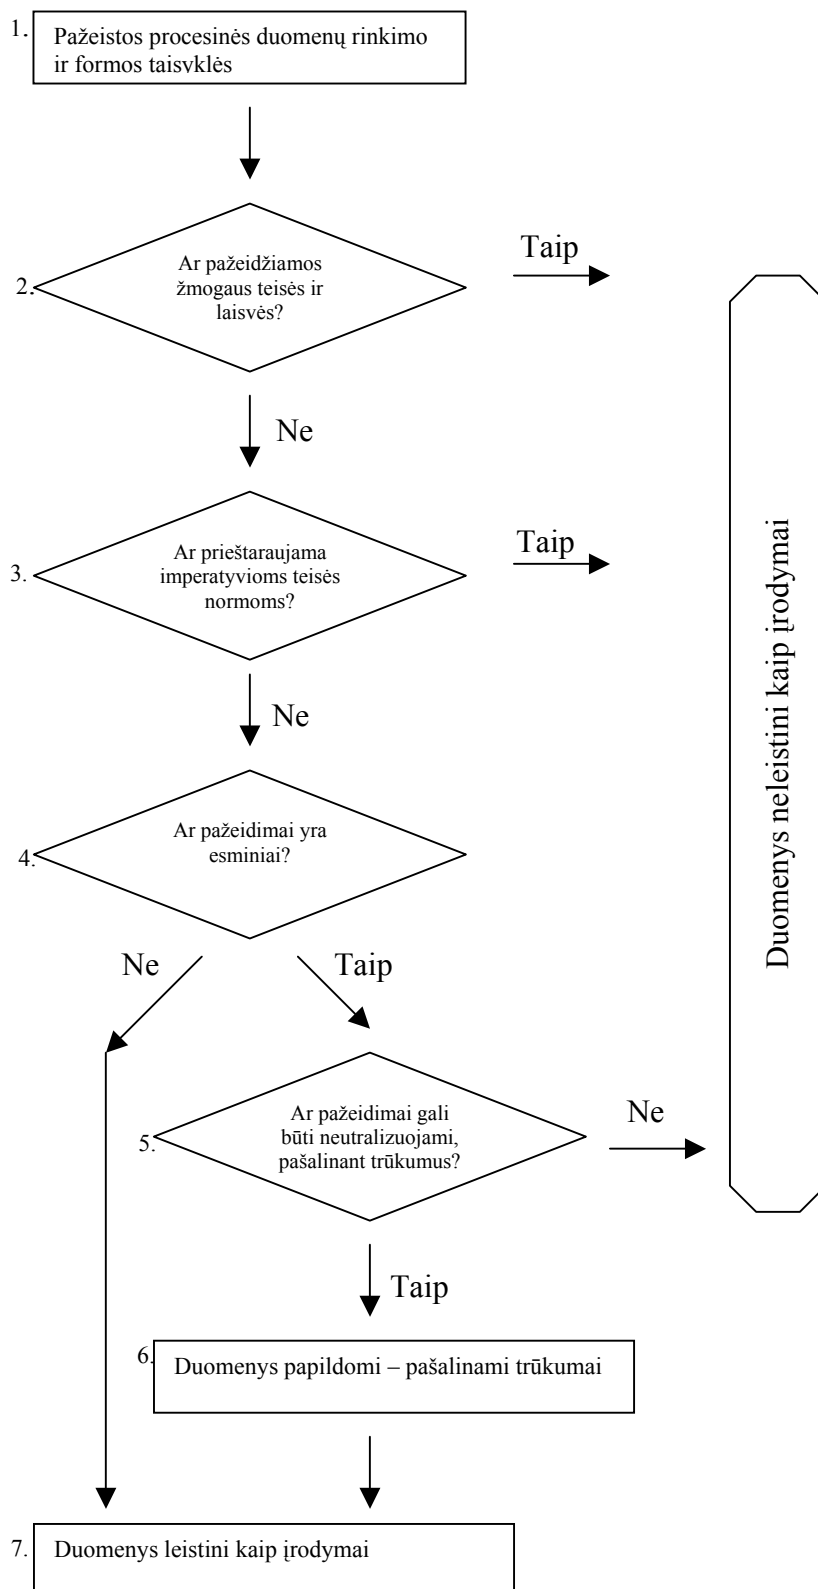 1. Pažeistos procesinės duomenų rinkimo
ir formos taisyklės
2. Ar pažeidžiamos
žmogaus teisės ir
laisvės?
Taip
Ne
3. Ar prieštaraujama
imperatyvioms teisės
normoms?
Taip
Ne
4. Ar pažeidimai yra
esminiai?
Ne
Taip
5. Ar pažeidimai gali
būti neutralizuojami,
pašalinant trūkumus?
Ne
Taip
6. Duomenys papildomi – pašalinami trūkumai
7. Duomenys leistini kaip įrodymai
Duomenys neleistini kaip įrodymai